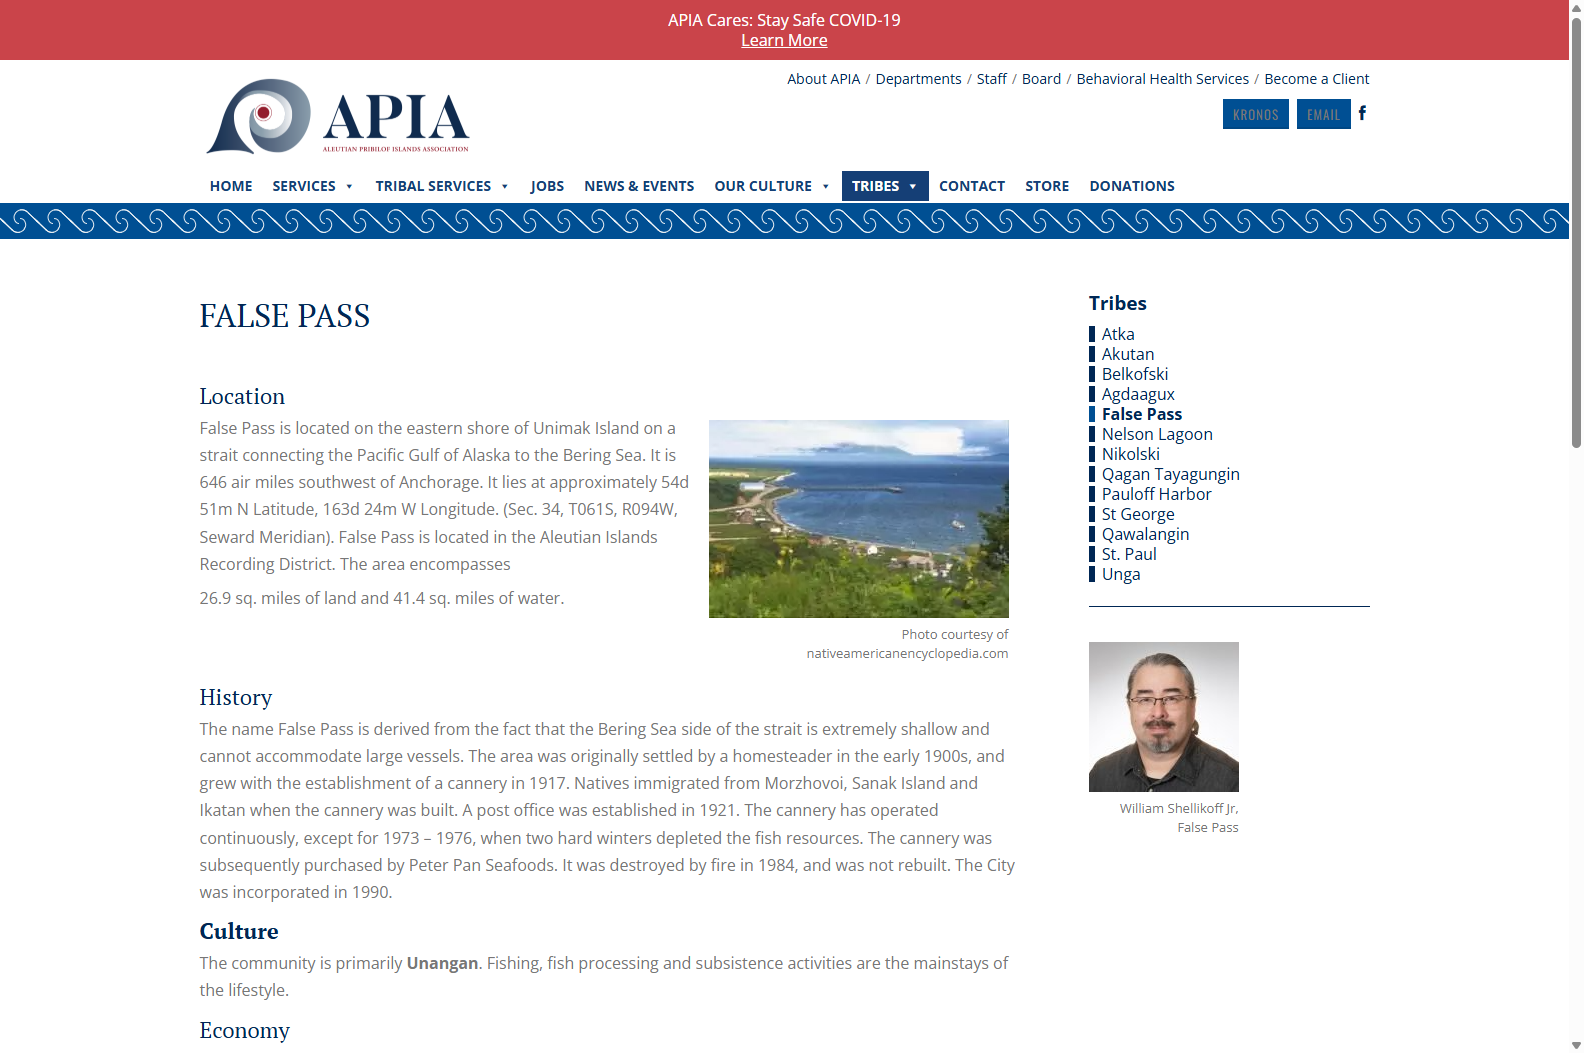 APIA Cares: Stay Safe COVID-19
Learn More
About APIA / Departments / Staff / Board / Behavioral Health Services / Become a Client
KRONOS EMAIL f
APIA
ALEUTIAN PRIBILOF ISLANDS ASSOCIATION
HOME SERVICES TRIBAL SERVICES JOBS NEWS & EVENTS OUR CULTURE TRIBES CONTACT STORE DONATIONS
FALSE PASS
Location
False Pass is located on the eastern shore of Unimak Island on a
strait connecting the Pacific Gulf of Alaska to the Bering Sea. It is
646 air miles southwest of Anchorage. It lies at approximately 54d
51m N Latitude, 163d 24m W Longitude. (Sec. 34, T061S, R094W,
Seward Meridian). False Pass is located in the Aleutian Islands
Recording District. The area encompasses
26.9 sq. miles of land and 41.4 sq. miles of water.
Photo courtesy of
nativeamericanencyclopedia.com
History
The name False Pass is derived from the fact that the Bering Sea side of the strait is extremely shallow and
cannot accommodate large vessels. The area was originally settled by a homesteader in the early 1900s, and
grew with the establishment of a cannery in 1917. Natives immigrated from Morzhovoi, Sanak Island and
Ikatan when the cannery was built. A post office was established in 1921. The cannery has operated
continuously, except for 1973 – 1976, when two hard winters depleted the fish resources. The cannery was
subsequently purchased by Peter Pan Seafoods. It was destroyed by fire in 1984, and was not rebuilt. The City
was incorporated in 1990.
Culture
The community is primarily Unangan. Fishing, fish processing and subsistence activities are the mainstays of
the lifestyle.
Economy
Tribes
Atka
Akutan
Belkofski
Agdaagux
False Pass
Nelson Lagoon
Nikolski
Qagan Tayagungin
Pauloff Harbor
St George
Qawalangin
St. Paul
Unga
William Shellikoff Jr,
False Pass